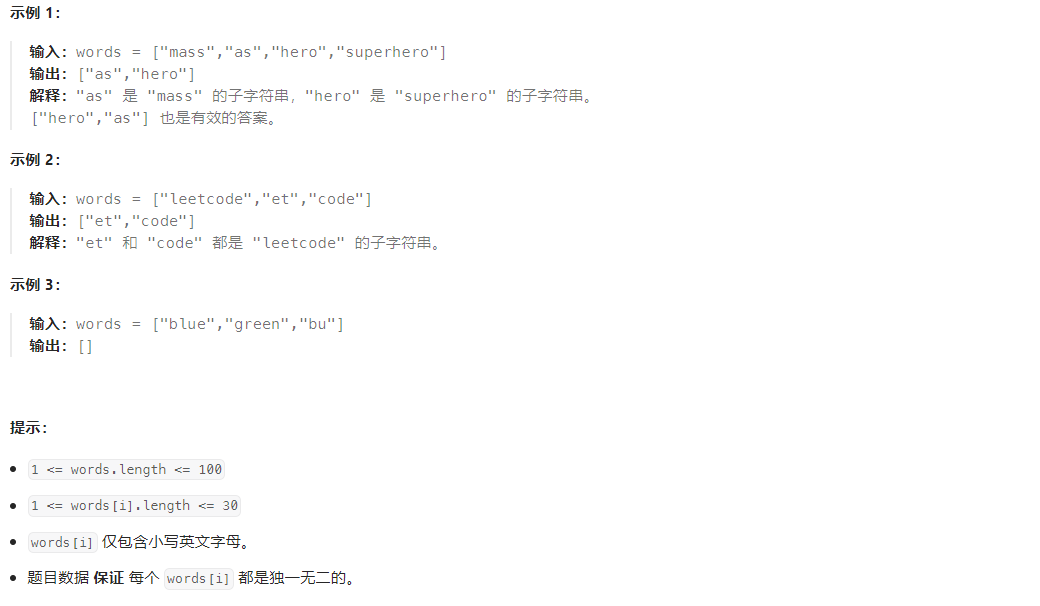 示例 1：
输入：words = ["mass","as","hero","superhero"]
输出：["as","hero"]
解释："as" 是 "mass" 的子字符串，"hero" 是 "superhero" 的子字符串。
["hero","as"] 也是有效的答案。
示例 2：
输入：words = ["leetcode","et","code"]
输出：["et","code"]
解释："et" 和 "code" 都是 "leetcode" 的子字符串。
示例 3：
输入：words = ["blue","green","bu"]
输出：[]
提示：
1 <= words.length <= 100
1 <= words[i].length <= 30
words[i] 仅包含小写英文字母。
题目数据 保证 每个 words[i] 都是独一无二的。